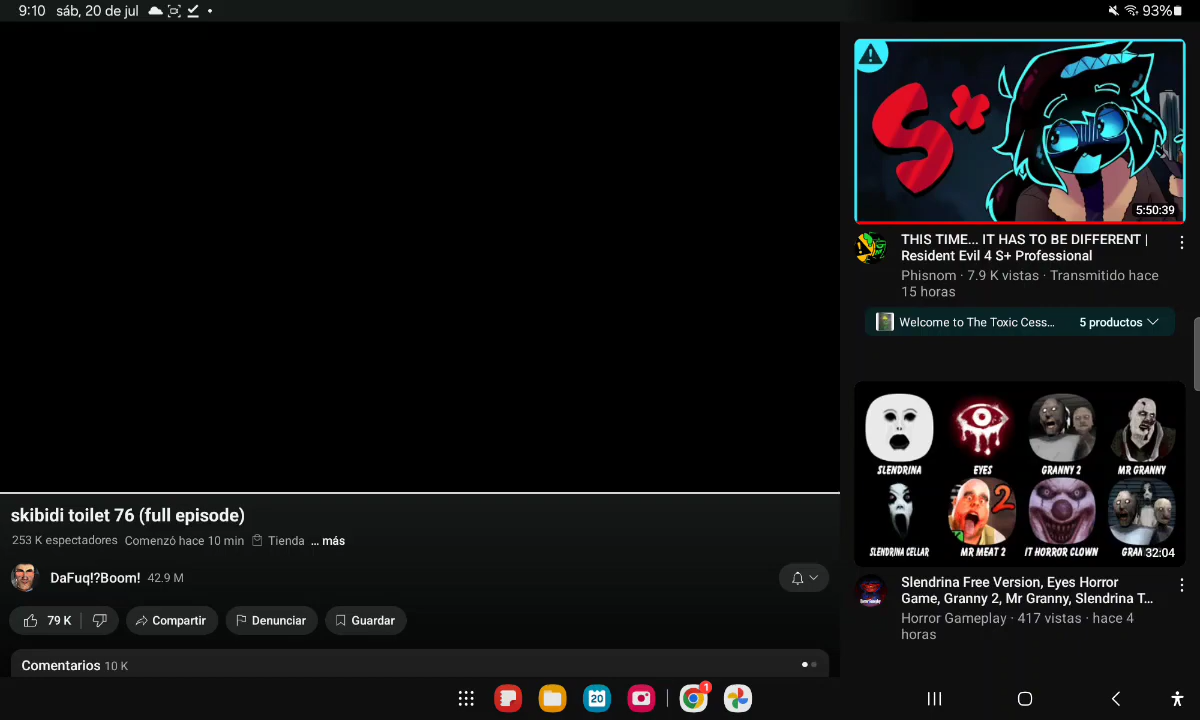 9:10 sáb, 20 de jul
93%
S+
5:50:39
THIS TIME... IT HAS TO BE DIFFERENT |
Resident Evil 4 S+ Professional
Phisnom · 7.9 K vistas · Transmitido hace
15 horas
Welcome to The Toxic Cess... 5 productos
SLENDRINA EYES GRANNY 2 MR GRANNY
2
SLENDRINA CELLAR MR MEAT 2 IT HORROR CLOWN GRAN
32:04
Slendrina Free Version, Eyes Horror
Game, Granny 2, Mr Granny, Slendrina T...
Horror Gameplay · 417 vistas · hace 4
horas
skibidi toilet 76 (full episode)
253 K espectadores Comenzó hace 10 min Tienda ... más
DaFuq!?Boom! 42.9 M
79 K Compartir Denunciar Guardar
Comentarios 10 K
20
1